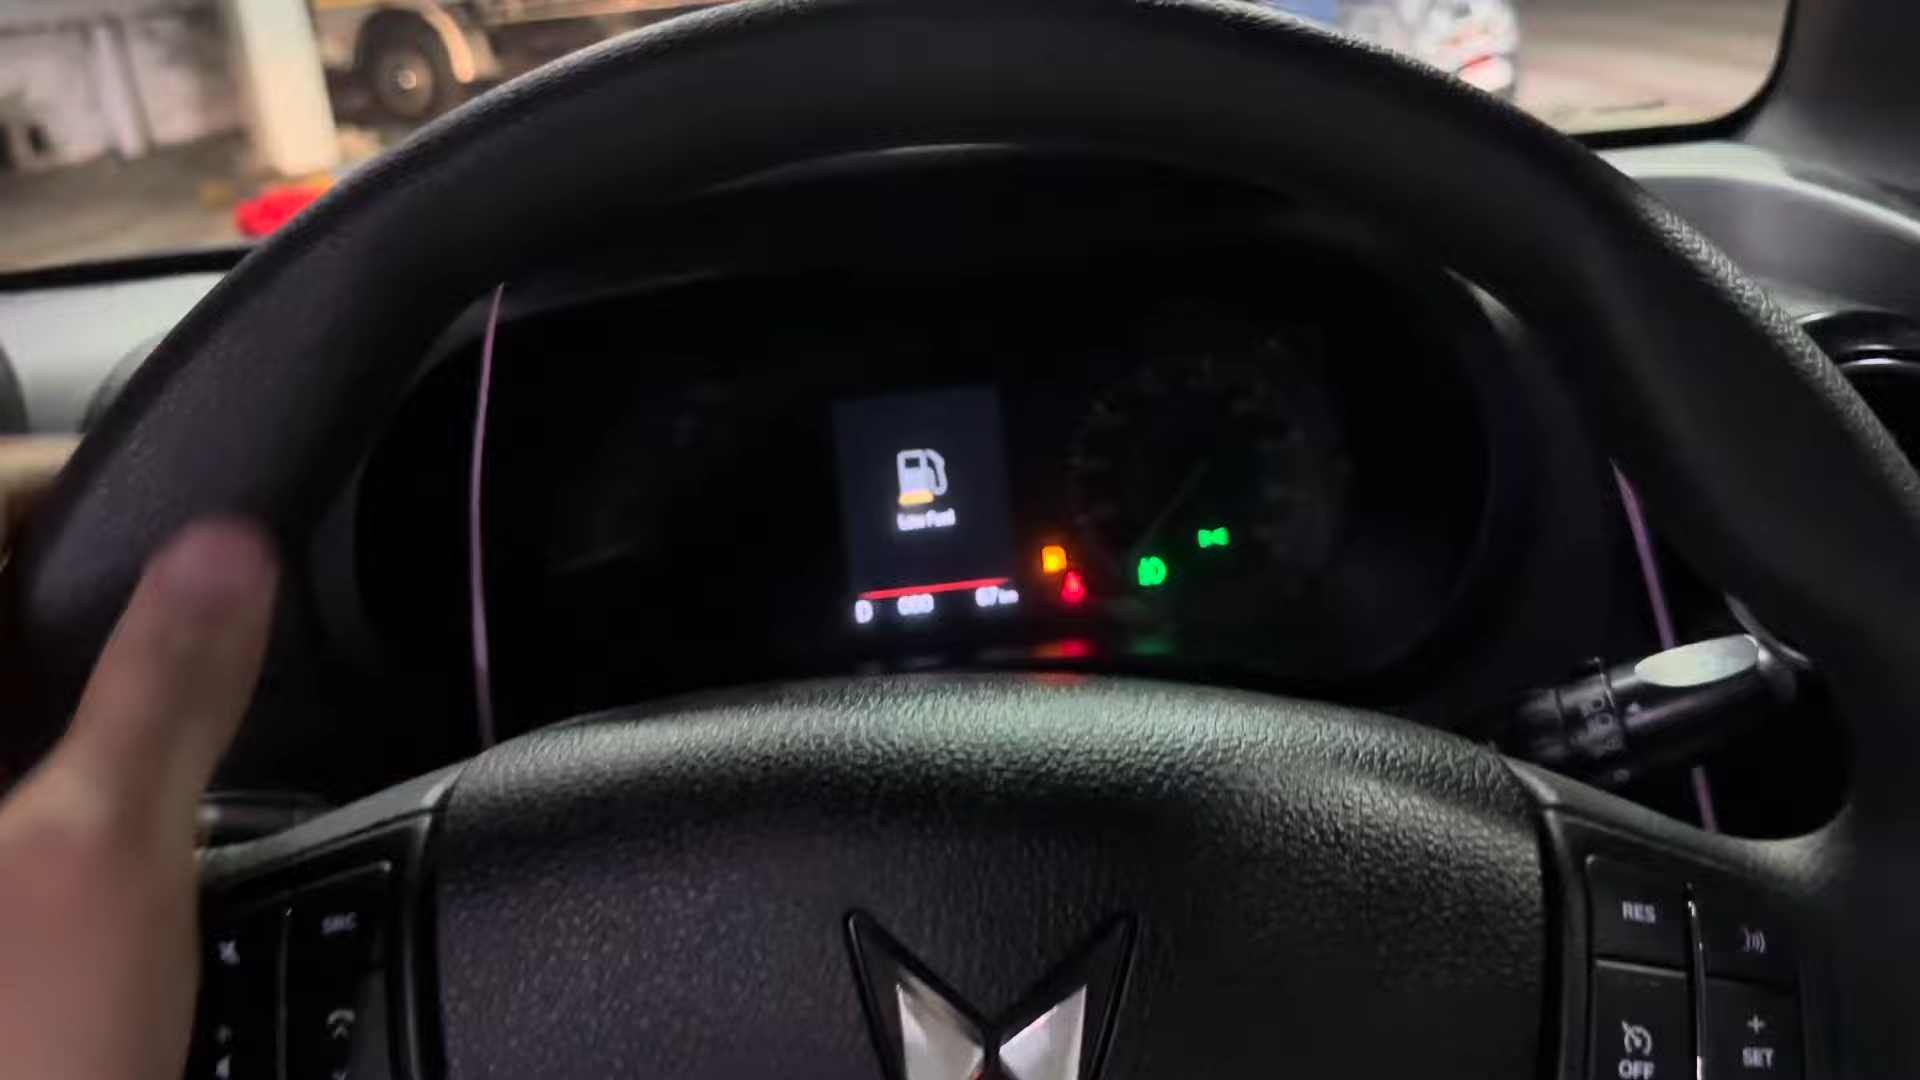 Low Fuel
D
67 km
SRC
RES
OFF
+
SET
+